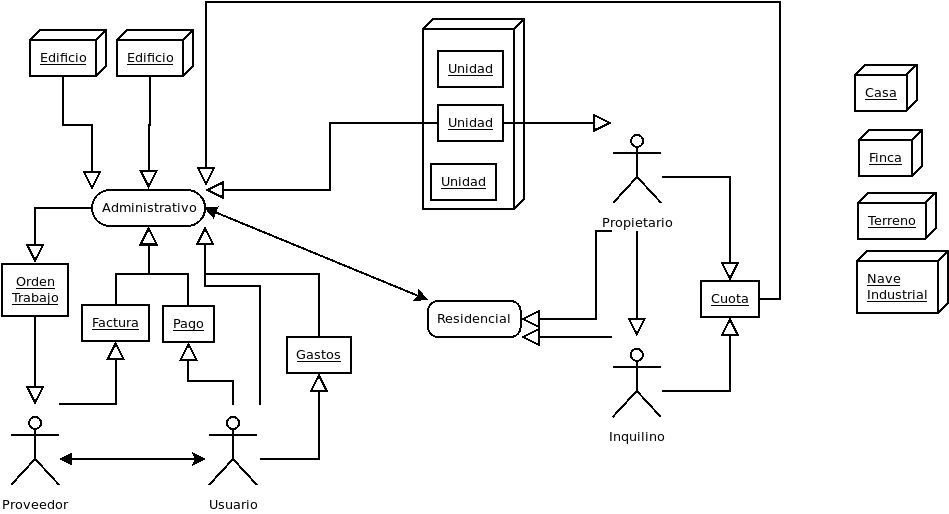 Edificio
Edificio
Unidad
Unidad
Unidad
Casa
Finca
Terreno
Nave
Industrial
Administrativo
Propietario
Orden
Trabajo
Factura
Pago
Gastos
Residencial
Cuota
Inquilino
Proveedor
Usuario